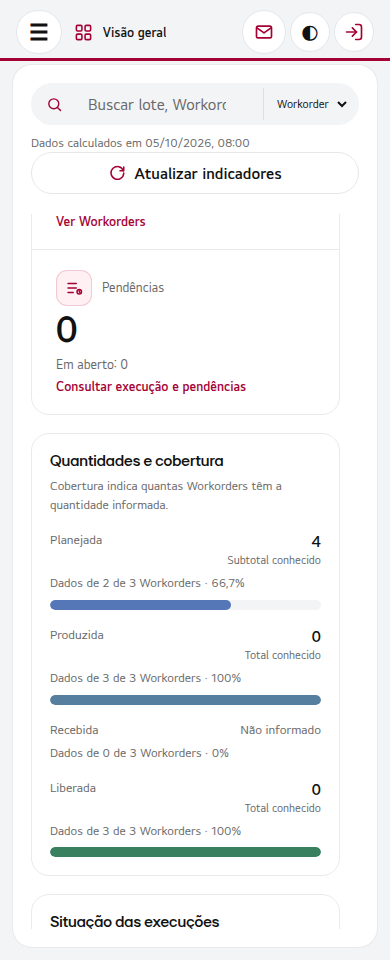 Visão geral
Buscar lote, Workorc
Workorder
Dados calculados em 05/10/2026, 08:00
Atualizar indicadores
Ver Workorders
Pendências
0
Em aberto: 0
Consultar execução e pendências
Quantidades e cobertura
Cobertura indica quantas Workorders têm a
quantidade informada.
Planejada 4
Subtotal conhecido
Dados de 2 de 3 Workorders · 66,7%
Produzida 0
Total conhecido
Dados de 3 de 3 Workorders · 100%
Recebida Não informado
Dados de 0 de 3 Workorders · 0%
Liberada 0
Total conhecido
Dados de 3 de 3 Workorders · 100%
Situação das execuções